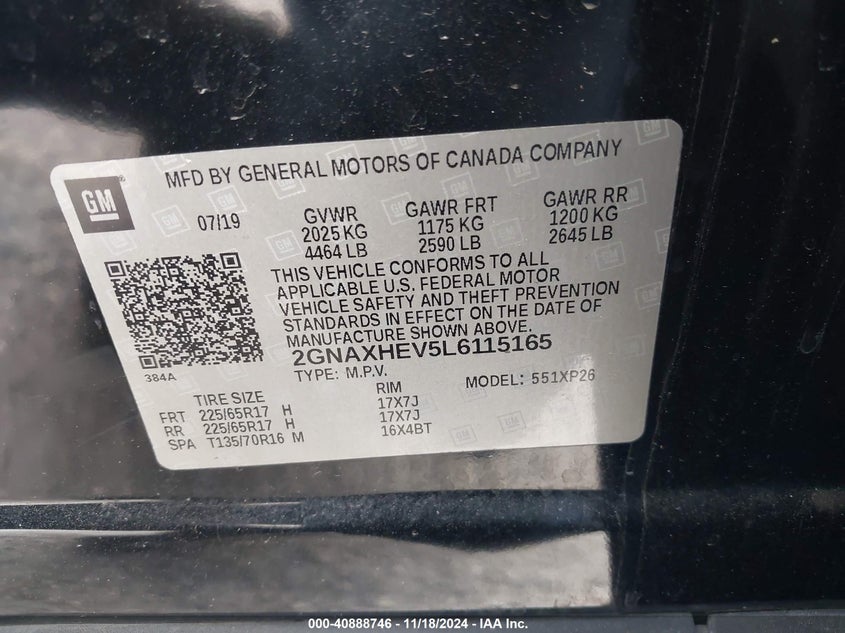 MFD BY GENERAL MOTORS OF CANADA COMPANY
GM
07/19
GVWR GAWR FRT GAWR RR
2025 KG 1175 KG 1200 KG
4464 LB 2590 LB 2645 LB
THIS VEHICLE CONFORMS TO ALL
APPLICABLE U.S. FEDERAL MOTOR
VEHICLE SAFETY AND THEFT PREVENTION
STANDARDS IN EFFECT ON THE DATE OF
MANUFACTURE SHOWN ABOVE.
2GNAXHEV5L6115165
384A
TYPE: M.P.V. MODEL: 551XP26
TIRE SIZE RIM
FRT 225/65R17 H 17X7J
RR 225/65R17 H 17X7J
SPA T135/70R16 M 16X4BT
000-40888746 - 11/18/2024 - IAAI Inc.